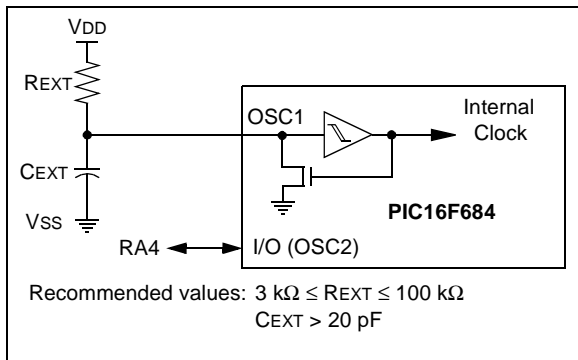 VDD
REXT
OSC1
Internal
Clock
CEXT
PIC16F684
VSS
RA4
I/O (OSC2)
Recommended values: 3 kΩ ≤ REXT ≤ 100 kΩ
CEXT > 20 pF